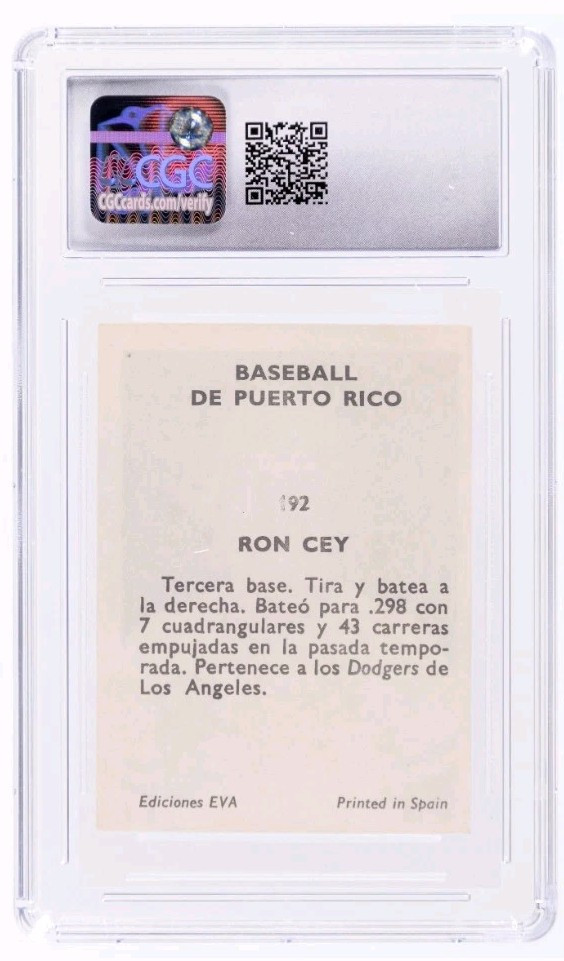 CGC
CGCcards.com/verify
BASEBALL
DE PUERTO RICO
192
RON CEY
Tercera base. Tira y batea a
la derecha. Bateó para .298 con
7 cuadrangulares y 43 carreras
empujadas en la pasada tempo-
rada. Pertenece a los Dodgers de
Los Angeles.
Ediciones EVA
Printed in Spain